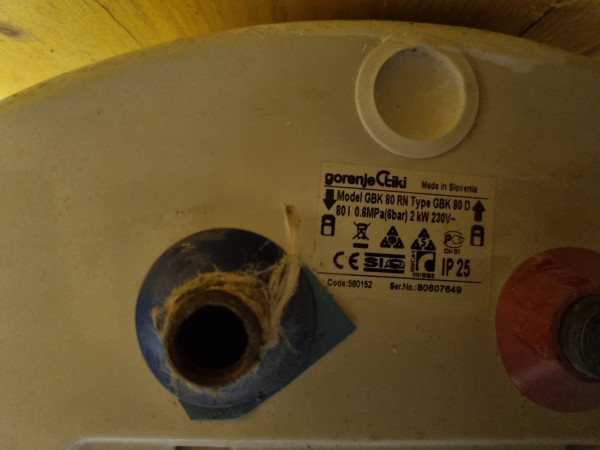 gorenje tiki Made in Slovenia
Model GBK 80 RN Type GBK 80 D
80 l 0.6MPa(6bar) 2 kW 230V~
CE SIQ IP 25
Code:580152 Ser.No.:80607649